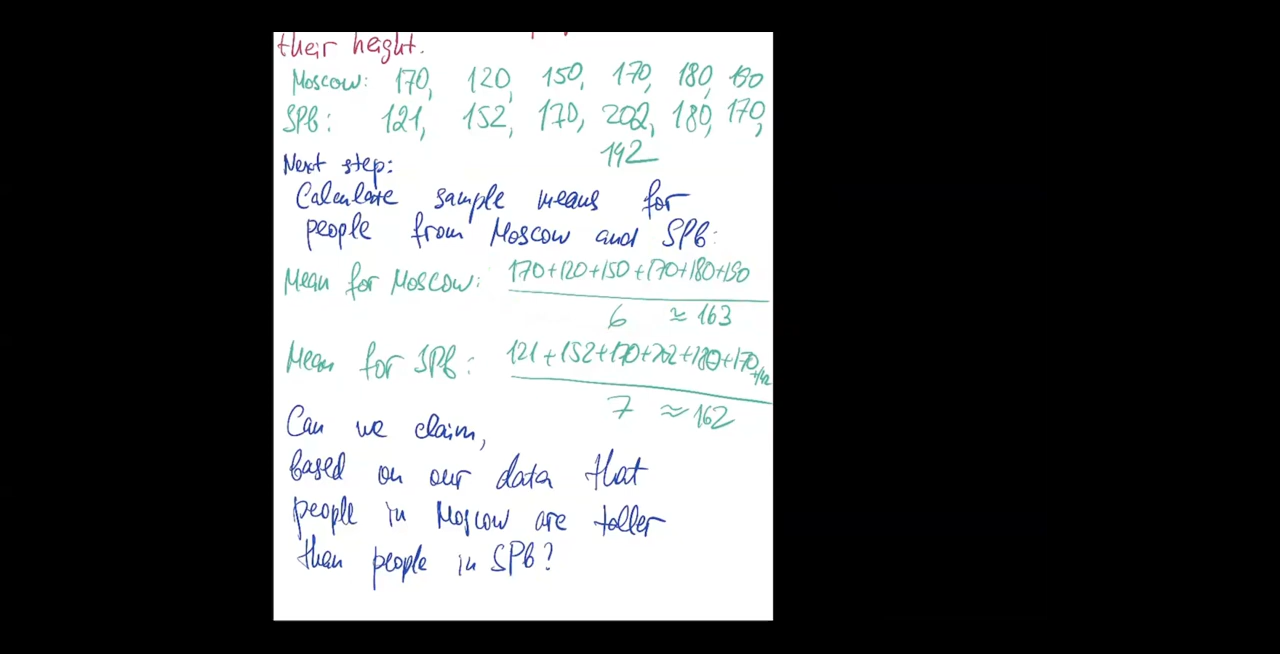 their height.
Moscow: 170, 120, 150, 170, 180, 190
SPB: 121, 152, 170, 202, 180, 170,
142
Next step:
Calculate sample means for
people from Moscow and SPB:
Mean for Moscow: 170+120+150+170+180+190
6 ≈ 163
Mean for SPB: 121+152+170+202+180+170+142
7 ≈ 162
Can we claim,
based on our data that
people in Moscow are taller
than people in SPB?